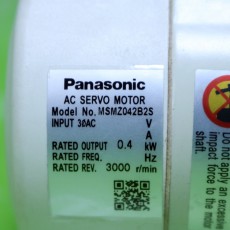 Panasonic
AC SERVO MOTOR
Model No. MSMZ042B2S
INPUT 3ØAC V
A
RATED OUTPUT 0.4 kW
RATED FREQ. Hz
RATED REV. 3000 r/min
Do not apply an excessive
impact force to the motor
shaft.